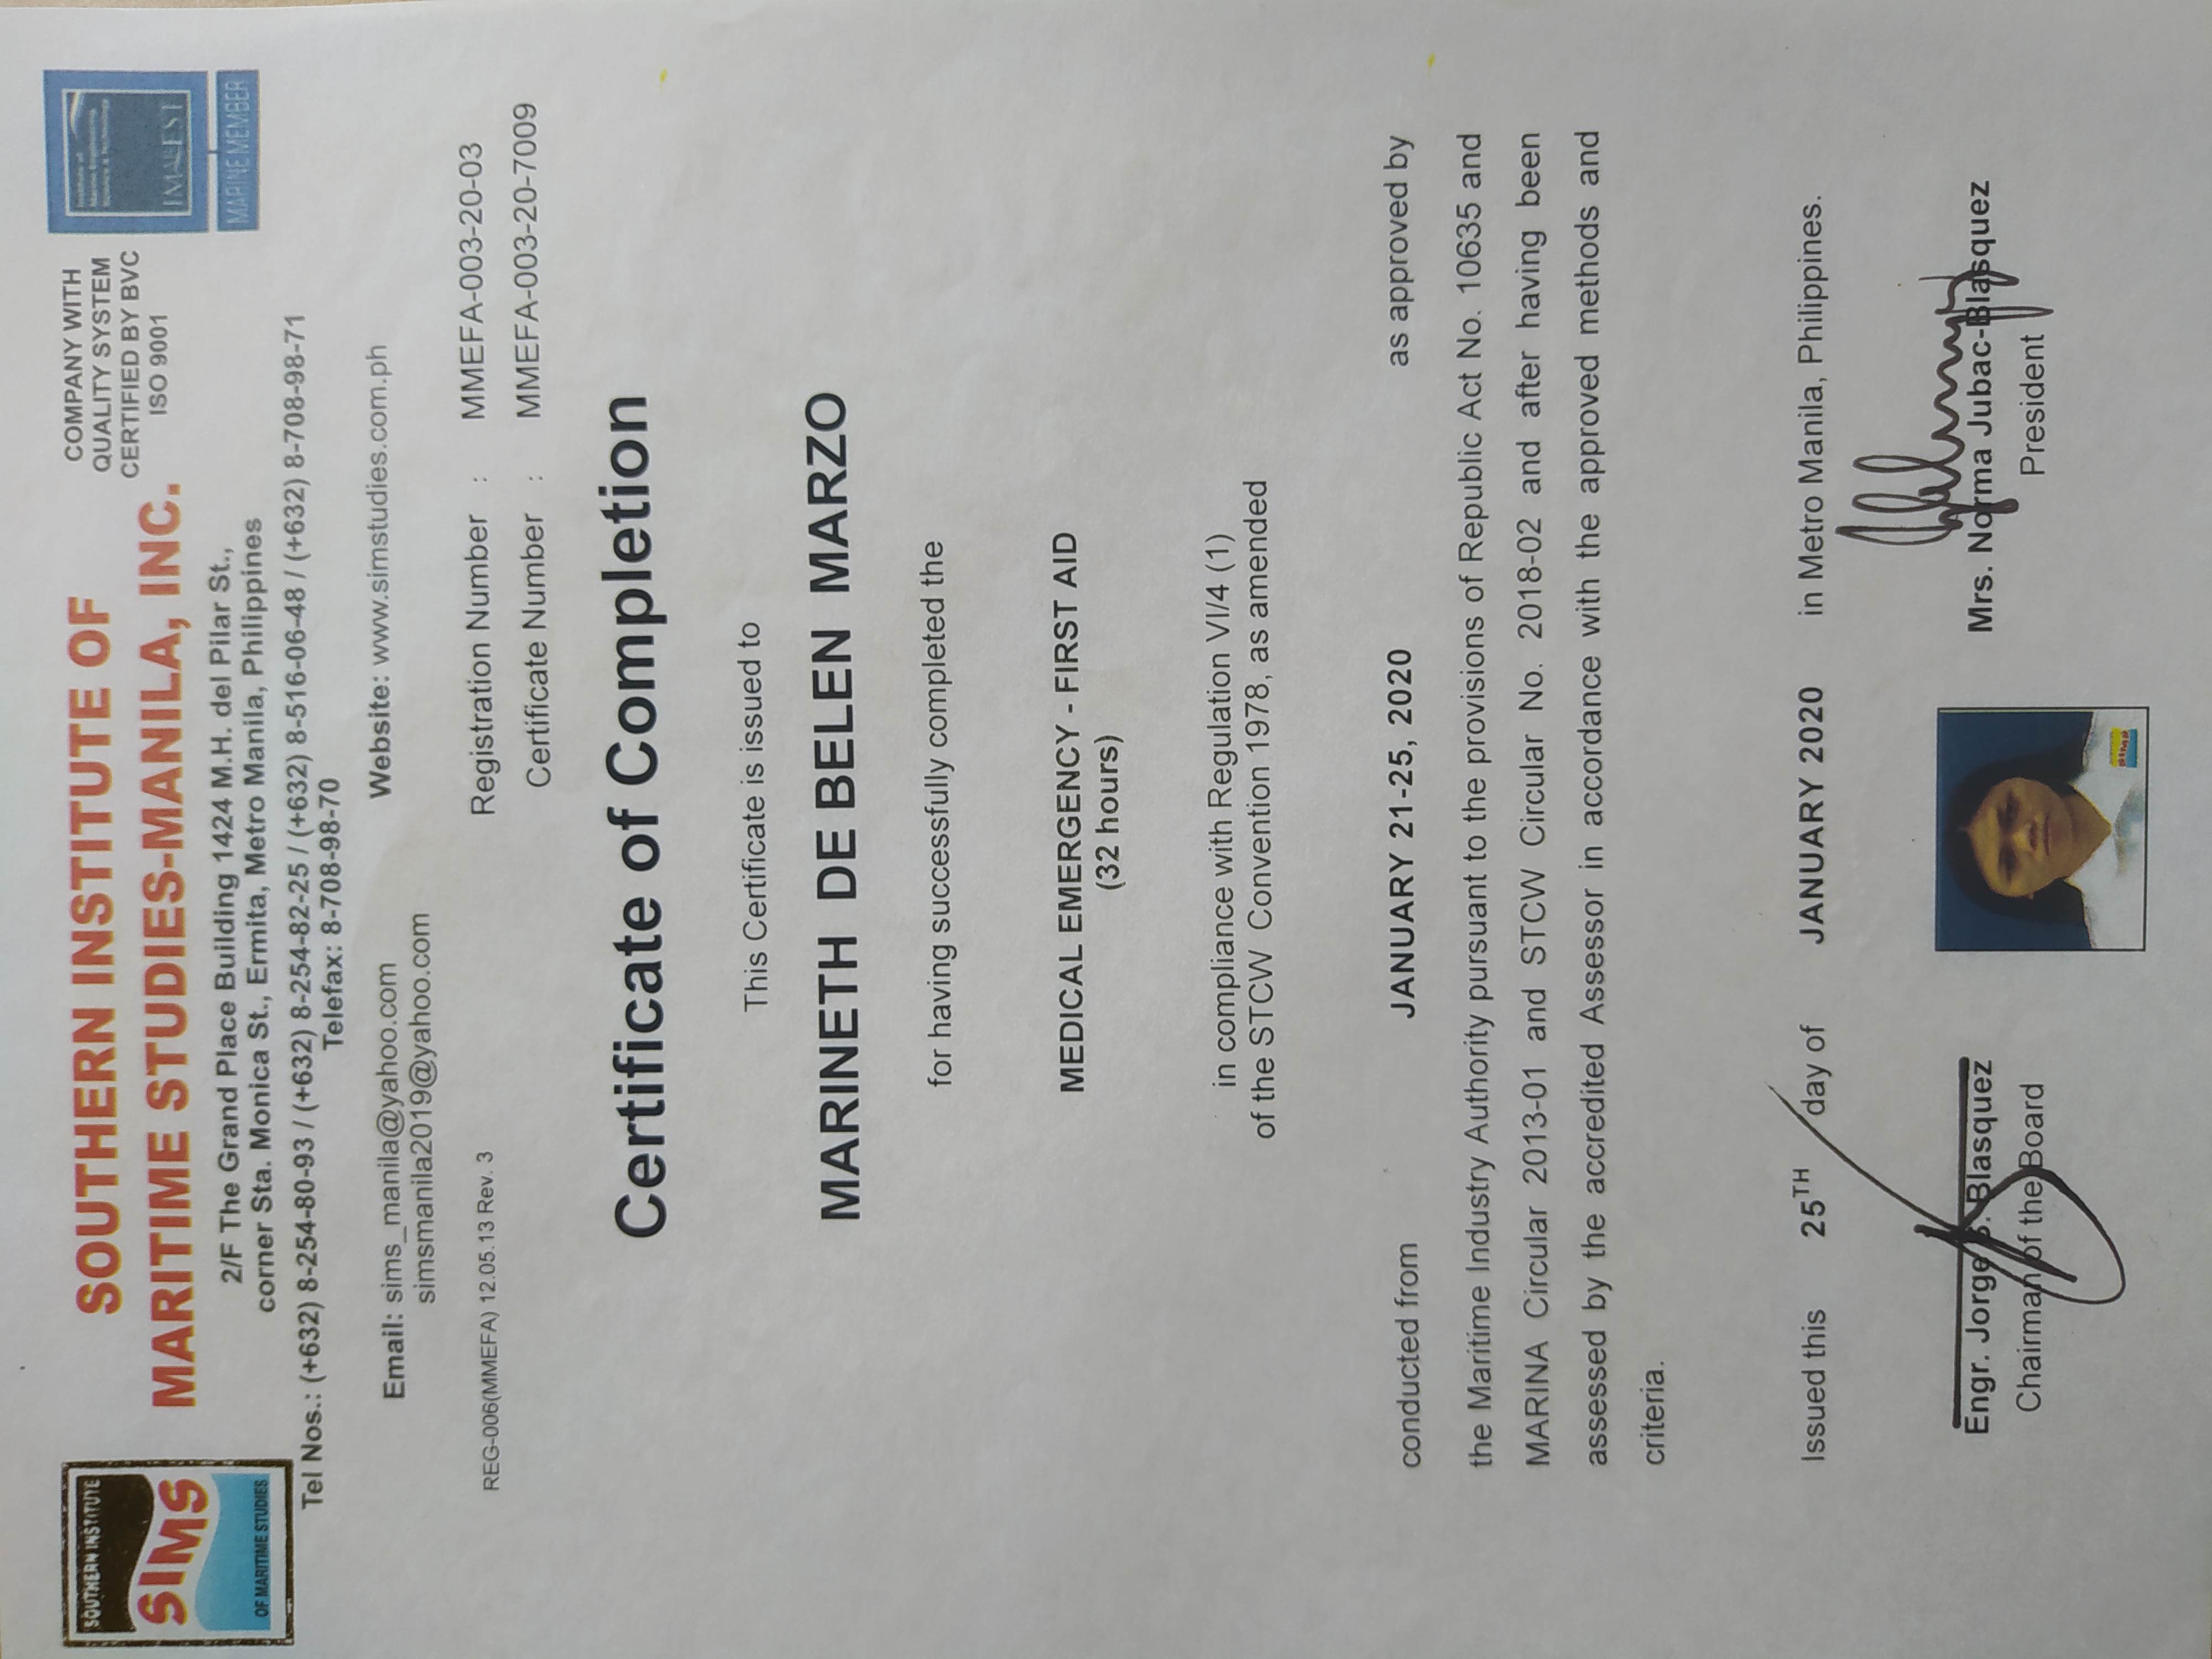 SOUTHERN INSTITUTE
SIMS
OF MARITIME STUDIES
SOUTHERN INSTITUTE OF
MARITIME STUDIES-MANILA, INC.
COMPANY WITH
QUALITY SYSTEM
CERTIFIED BY BVC
ISO 9001
IMarEST
MARINE MEMBER
2/F The Grand Place Building 1424 M.H. del Pilar St.,
corner Sta. Monica St., Ermita, Metro Manila, Philippines
Tel Nos.: (+632) 8-254-80-93 / (+632) 8-254-82-25 / (+632) 8-516-06-48 / (+632) 8-708-98-71
Telefax: 8-708-98-70
Email: sims_manila@yahoo.com Website: www.simstudies.com.ph
simsmanila2019@yahoo.com
REG-006(MMEFA) 12.05.13 Rev. 3
Registration Number : MMEFA-003-20-03
Certificate Number : MMEFA-003-20-7009
Certificate of Completion
This Certificate is issued to
MARINETH DE BELEN MARZO
for having successfully completed the
MEDICAL EMERGENCY - FIRST AID
(32 hours)
in compliance with Regulation VI/4 (1)
of the STCW Convention 1978, as amended
conducted from JANUARY 21-25, 2020 as approved by
the Maritime Industry Authority pursuant to the provisions of Republic Act No. 10635 and
MARINA Circular 2013-01 and STCW Circular No. 2018-02 and after having been
assessed by the accredited Assessor in accordance with the approved methods and
criteria.
Issued this 25TH day of JANUARY 2020 in Metro Manila, Philippines.
Engr. Jorge S. Blasquez
Chairman of the Board
SIMS
Mrs. Norma Jubac-Blasquez
President